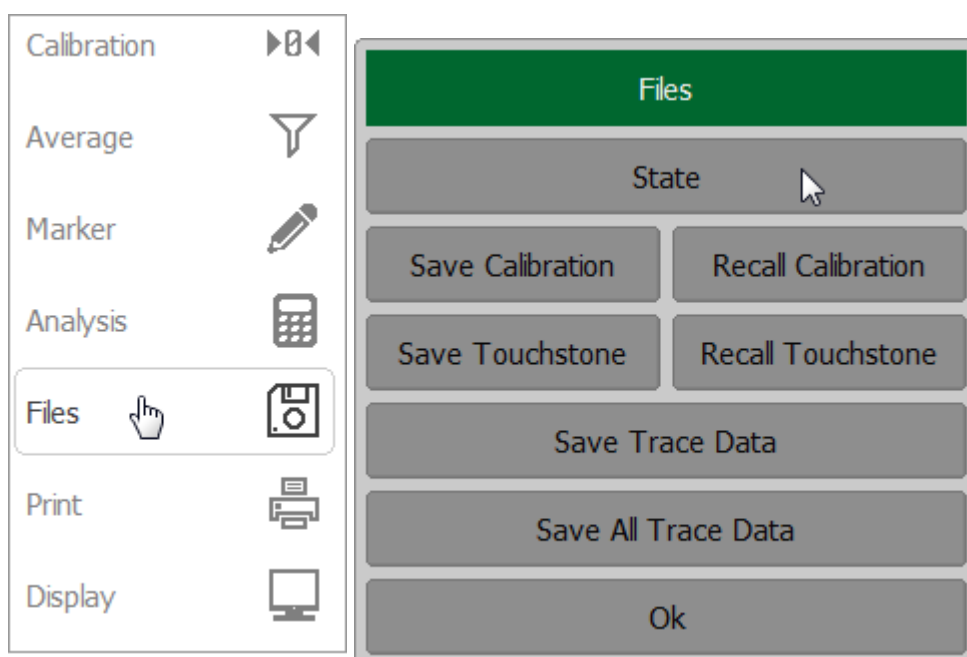 Calibration
Average
Marker
Analysis
Files
Print
Display
Files
State
Save Calibration
Recall Calibration
Save Touchstone
Recall Touchstone
Save Trace Data
Save All Trace Data
Ok